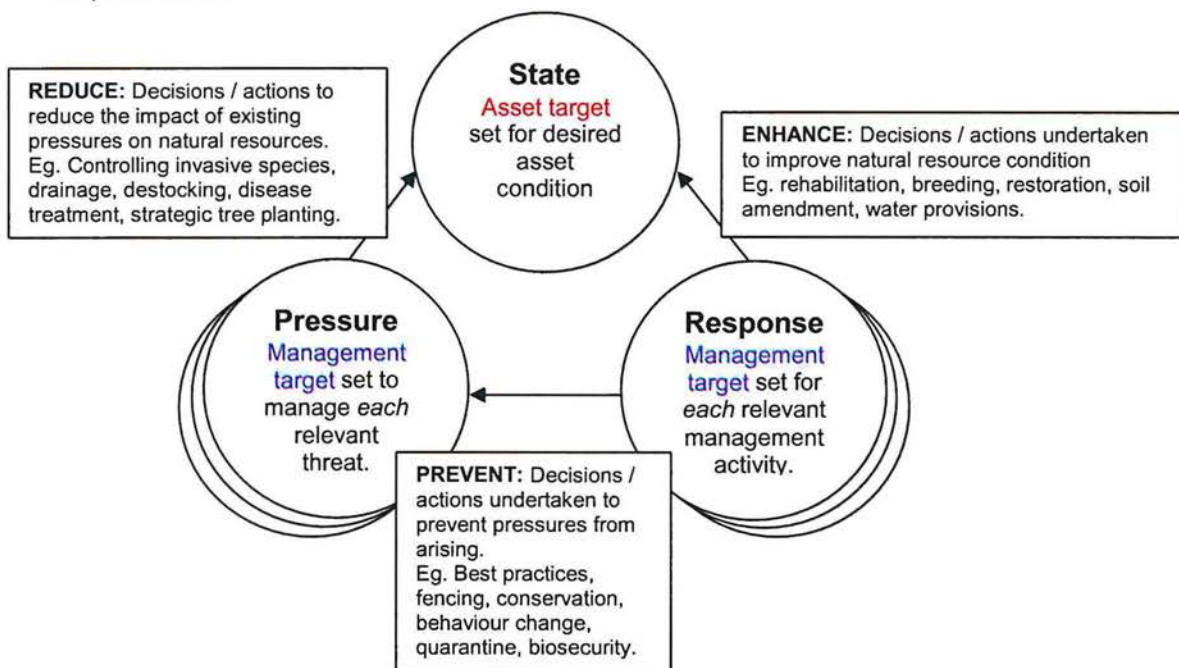 State
Asset target
set for desired
asset
condition
REDUCE: Decisions / actions to
reduce the impact of existing
pressures on natural resources.
Eg. Controlling invasive species,
drainage, destocking, disease
treatment, strategic tree planting.
ENHANCE: Decisions / actions undertaken
to improve natural resource condition
Eg. rehabilitation, breeding, restoration, soil
amendment, water provisions.
Pressure
Management
target set to
manage each
relevant
threat.
Response
Management
target set for
each relevant
management
activity.
PREVENT: Decisions /
actions undertaken to
prevent pressures from
arising.
Eg. Best practices,
fencing, conservation,
behaviour change,
quarantine, biosecurity.